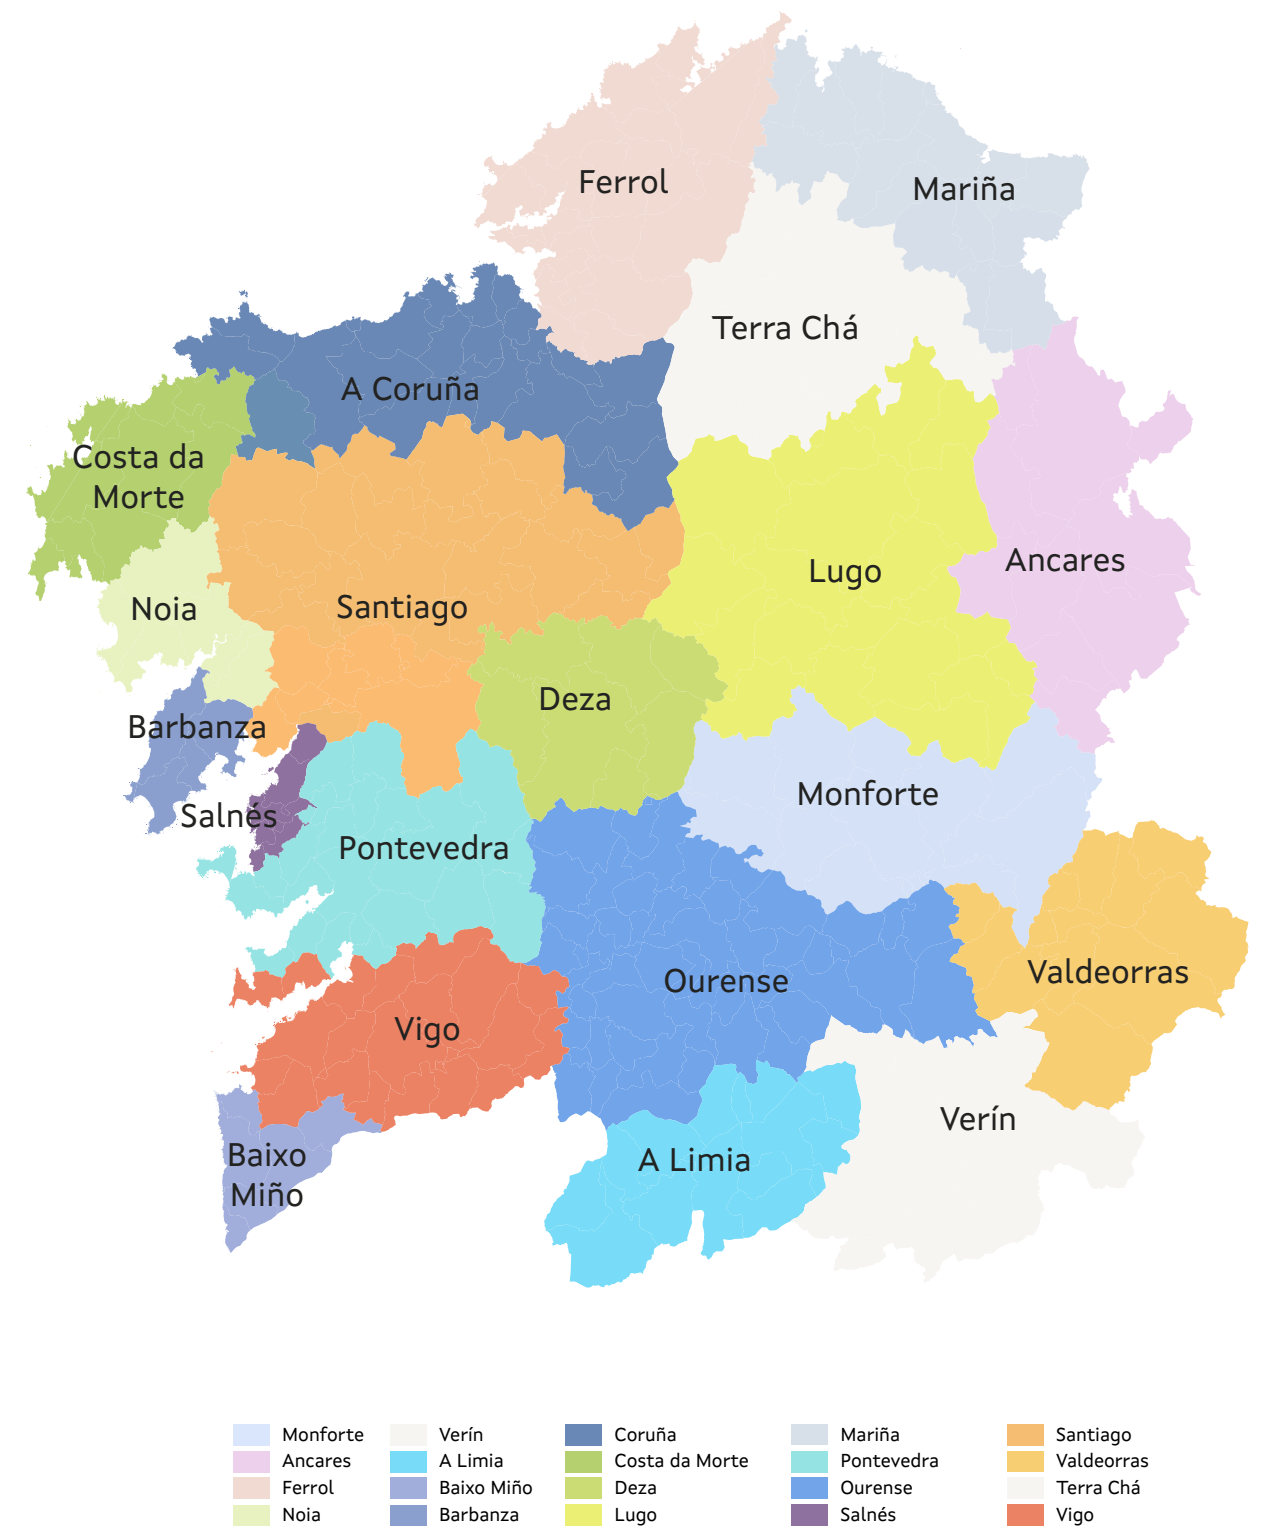 Ferrol
Mariña
Terra Chá
A Coruña
Costa da
Morte
Ancares
Lugo
Noia
Santiago
Deza
Barbanza
Monforte
Salnés
Pontevedra
Valdeorras
Ourense
Vigo
Verín
Baixo
Miño
A Limia
Monforte
Verín
Coruña
Mariña
Santiago
Ancares
A Limia
Costa da Morte
Pontevedra
Valdeorras
Ferrol
Baixo Miño
Deza
Ourense
Terra Chá
Noia
Barbanza
Lugo
Salnés
Vigo